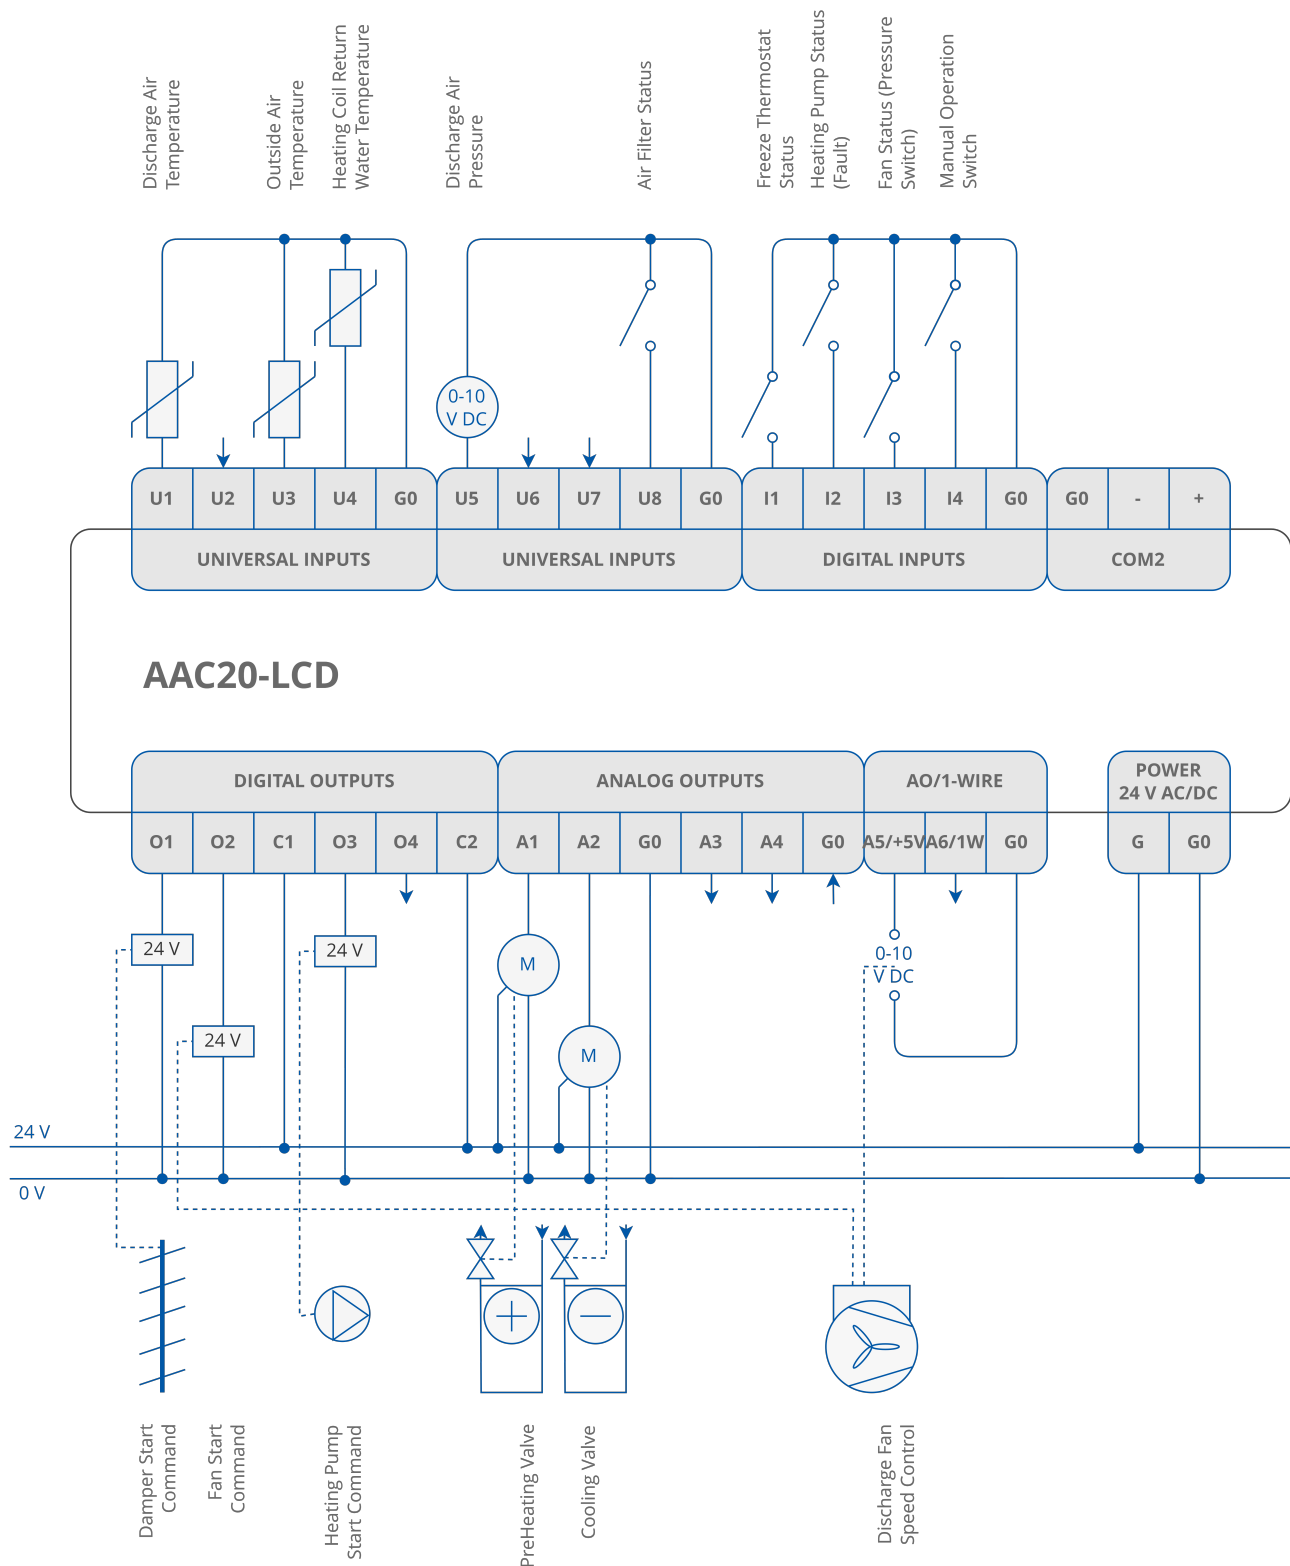 Discharge Air
Temperature
Outside Air
Temperature
Heating Coil Return
Water Temperature
Discharge Air
Pressure
Air Filter Status
Freeze Thermostat
Status
Heating Pump Status
(Fault)
Fan Status (Pressure
Switch)
Manual Operation
Switch
0-10
V DC
U1 U2 U3 U4 G0 U5 U6 U7 U8 G0 I1 I2 I3 I4 G0 G0 - +
UNIVERSAL INPUTS UNIVERSAL INPUTS DIGITAL INPUTS COM2
AAC20-LCD
DIGITAL OUTPUTS ANALOG OUTPUTS AO/1-WIRE POWER
24 V AC/DC
O1 O2 C1 O3 O4 C2 A1 A2 G0 A3 A4 G0 A5/+5V A6/1W G0 G G0
24 V
24 V
M
0-10
V DC
24 V
M
24 V
0 V
Damper Start
Command
Fan Start
Command
Heating Pump
Start Command
PreHeating Valve
Cooling Valve
Discharge Fan
Speed Control